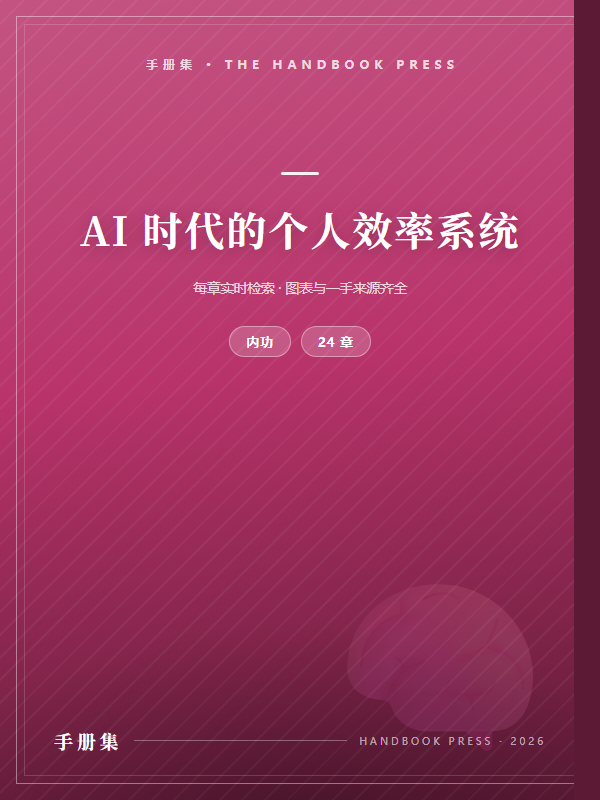 手册集 • THE HANDBOOK PRESS
AI 时代的个人效率系统
每章实时检索 · 图表与一手来源齐全
内功 24 章
手册集 HANDBOOK PRESS · 2026